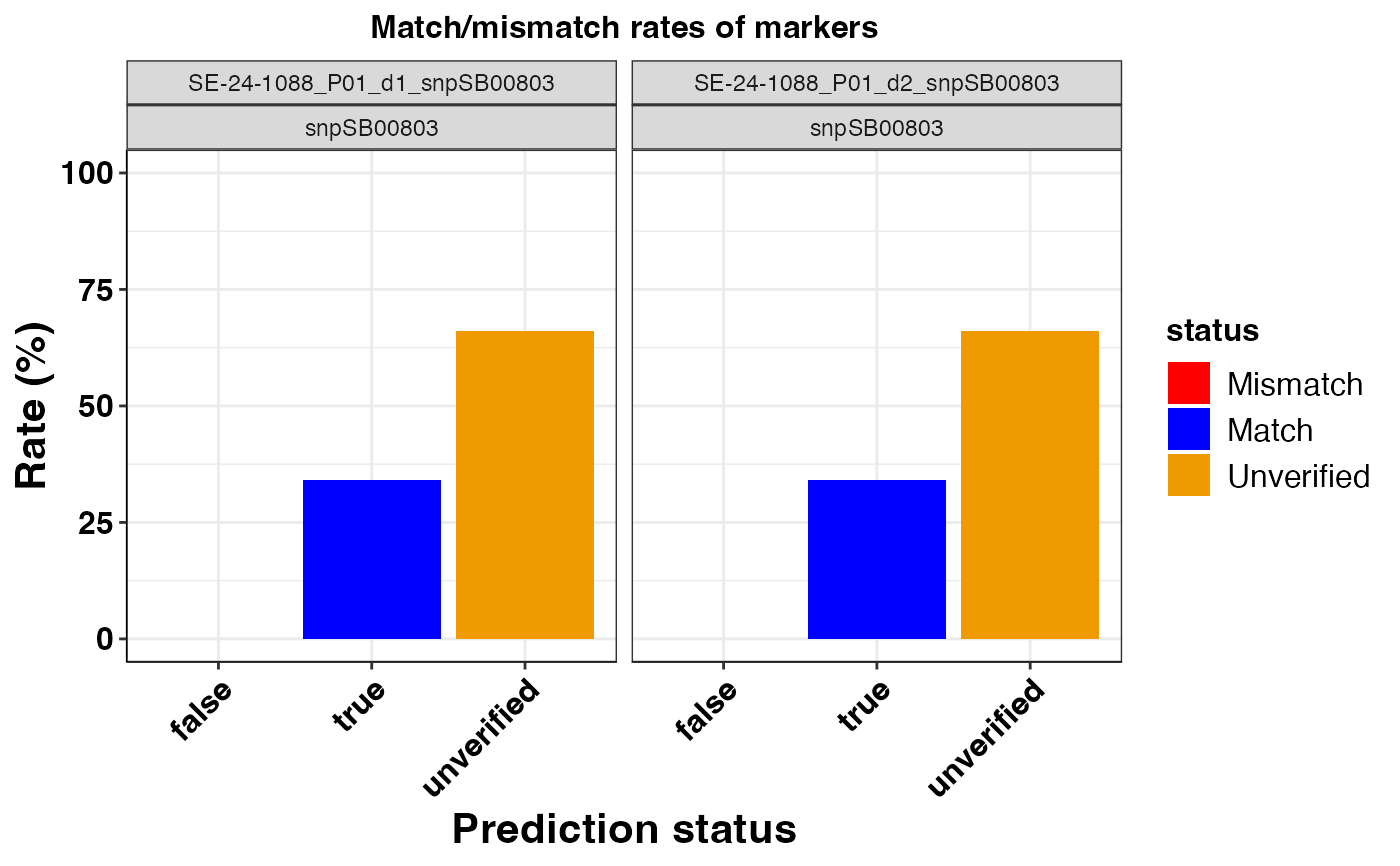 Match/mismatch rates of markers
SE-24-1088_P01_d1_snpSB00803
SE-24-1088_P01_d2_snpSB00803
snpSB00803
snpSB00803
100
75
50
25
0
Rate (%)
false
true
unverified
false
true
unverified
Prediction status
status
Mismatch
Match
Unverified